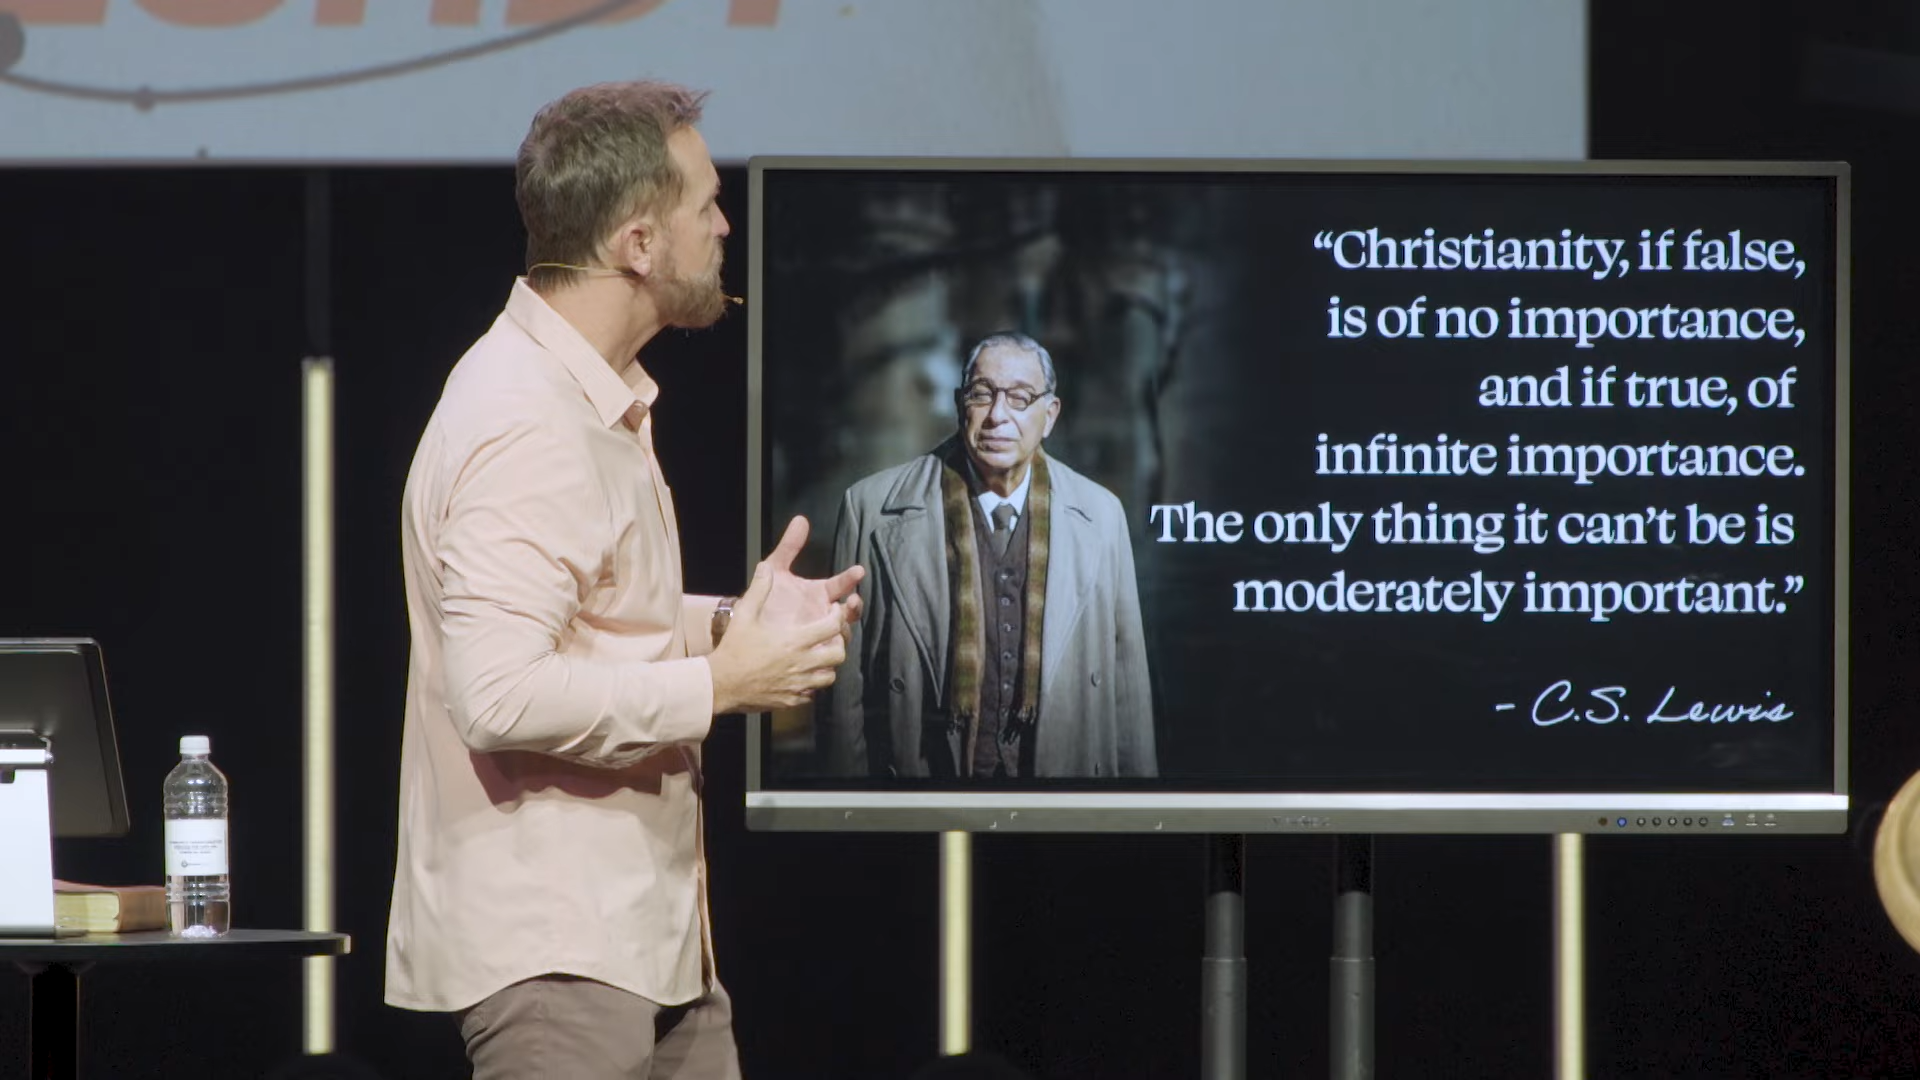 “Christianity, if false,
is of no importance,
and if true, of
infinite importance.
The only thing it can’t be is
moderately important.”
- C.S. Lewis